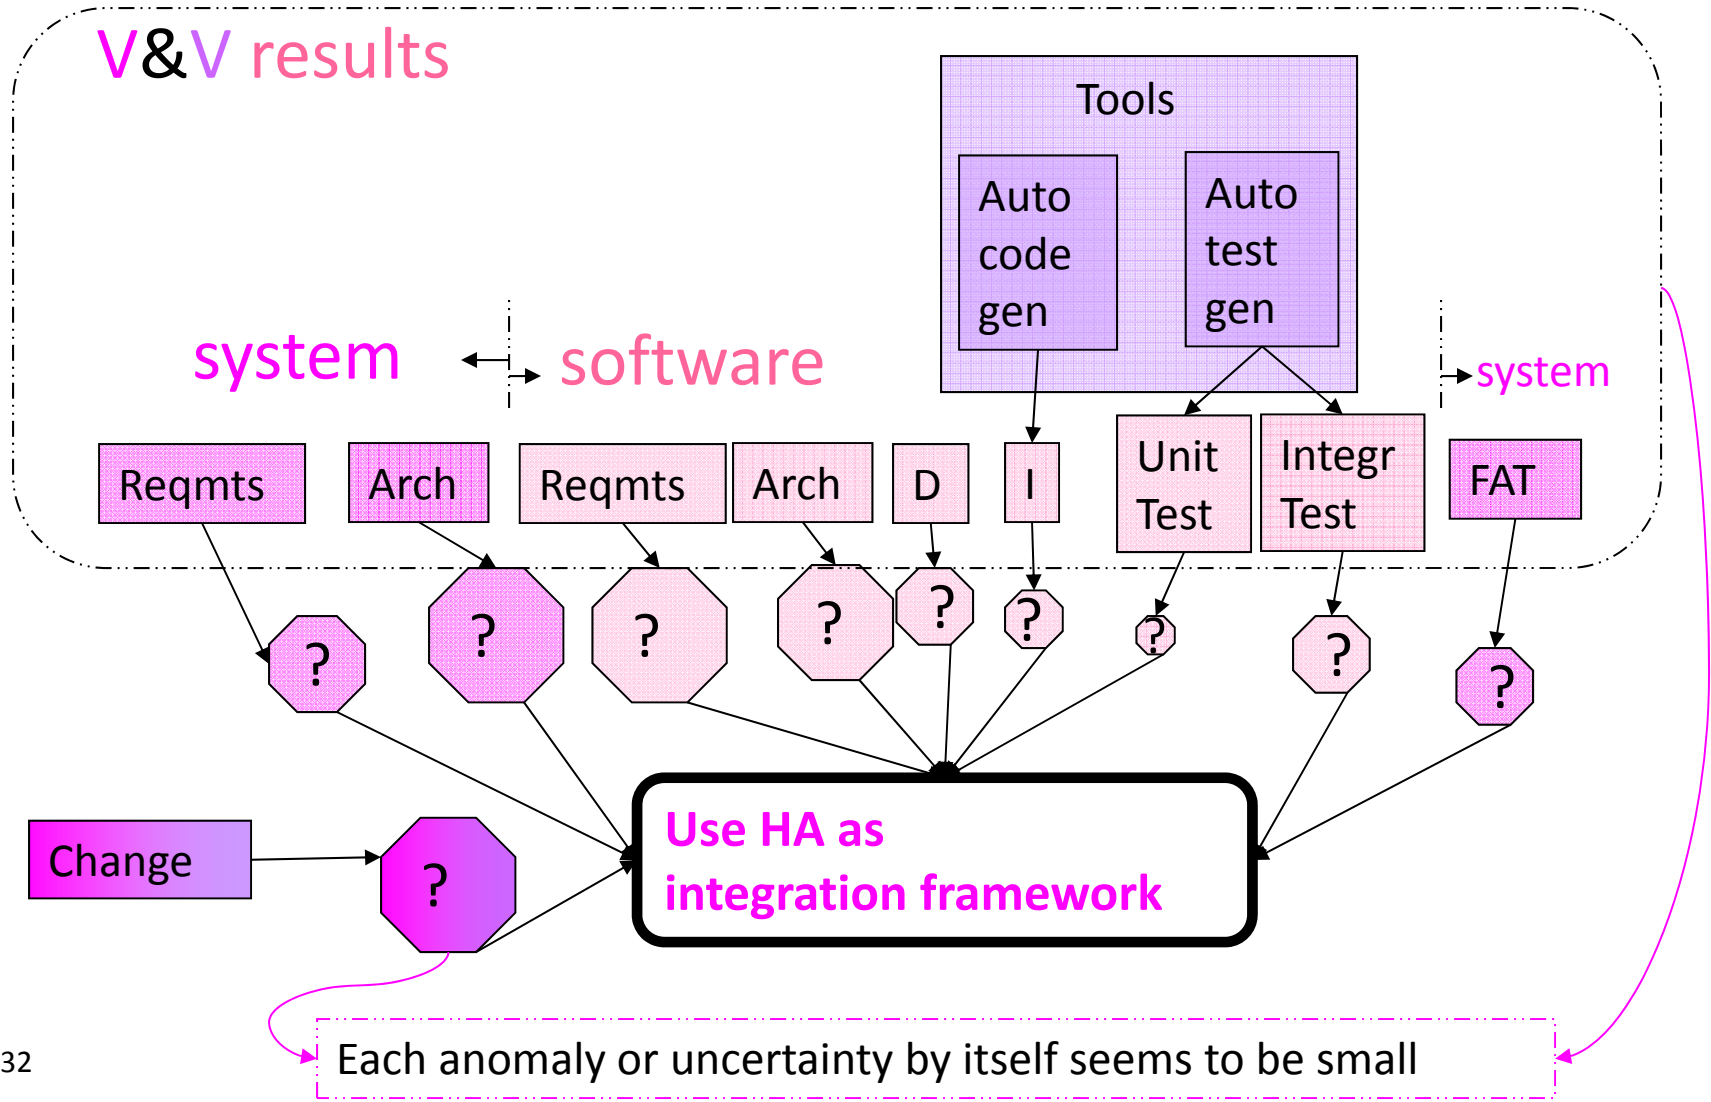 V&V results
Tools
Auto
code
gen
Auto
test
gen
system
software
system
Reqmts
Arch
Reqmts
Arch
D
I
Unit
Test
Integr
Test
FAT
?
?
?
?
?
?
?
?
?
Change
?
Use HA as
integration framework
Each anomaly or uncertainty by itself seems to be small
32